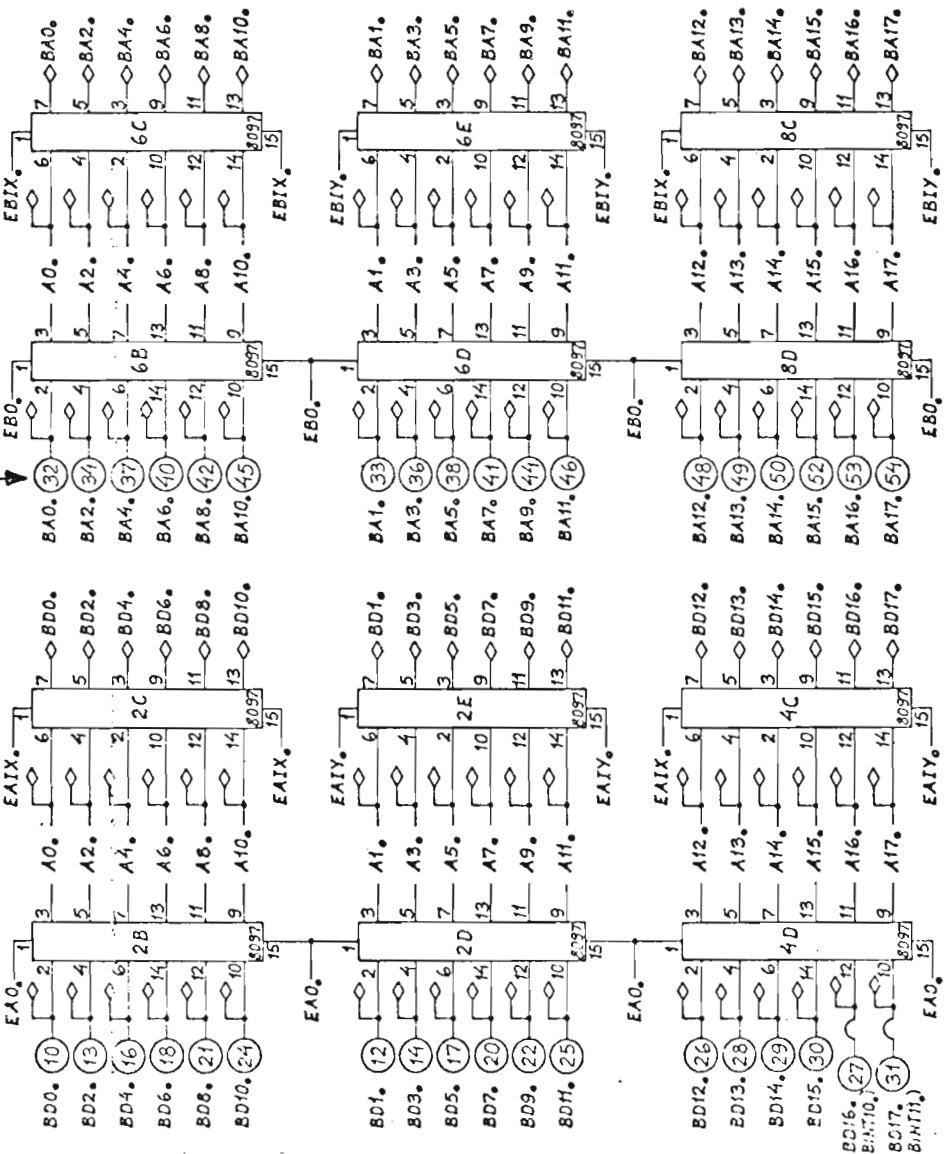 EB0. 1 EBIX. 1
BA0. 32 2 3 A0. 6 7 BA0.
BA2. 34 4 5 A2. 4 5 BA2.
BA4. 37 6 7 A4. 2 3 BA4.
BA6. 40 14 13 A6. 10 9 BA6.
BA8. 42 12 11 A8. 12 11 BA8.
BA10. 45 10 9 A10. 14 13 BA10.
6B 8097 15 6C 8097 15
EB0. EBIX.
1 EBIY. 1
BA1. 33 2 3 A1. 6 7 BA1.
BA3. 36 4 5 A3. 4 5 BA3.
BA5. 38 6 7 A5. 2 3 BA5.
BA7. 41 14 13 A7. 10 9 BA7.
BA9. 44 12 11 A9. 12 11 BA9.
BA11. 46 10 9 A11. 14 13 BA11.
6D 8097 15 6E 8097 15
EB0. EBIY.
1 EBIX. 1
BA12. 48 2 3 A12. 6 7 BA12.
BA13. 49 4 5 A13. 4 5 BA13.
BA14. 50 6 7 A14. 2 3 BA14.
BA15. 52 14 13 A15. 10 9 BA15.
BA16. 53 12 11 A16. 12 11 BA16.
BA17. 54 10 9 A17. 14 13 BA17.
8D 8097 15 8C 8097 15
EB0. EBIY.
EA0. 1 EAIX. 1
BD0. 10 2 3 A0. 6 7 BD0.
BD2. 13 4 5 A2. 4 5 BD2.
BD4. 16 6 7 A4. 2 3 BD4.
BD6. 18 14 13 A6. 10 9 BD6.
BD8. 21 12 11 A8. 12 11 BD8.
BD10. 24 10 9 A10. 14 13 BD10.
2B 8097 15 2C 8097 15
EA0. EAIX.
1 EAIY. 1
BD1. 12 2 3 A1. 6 7 BD1.
BD3. 14 4 5 A3. 4 5 BD3.
BD5. 17 6 7 A5. 2 3 BD5.
BD7. 20 14 13 A7. 10 9 BD7.
BD9. 22 12 11 A9. 12 11 BD9.
BD11. 25 10 9 A11. 14 13 BD11.
2D 8097 15 2E 8097 15
EA0. EAIY.
1 EAIX. 1
BD12. 26 2 3 A12. 6 7 BD12.
BD13. 28 4 5 A13. 4 5 BD13.
BD14. 29 6 7 A14. 2 3 BD14.
BD15. 30 14 13 A15. 10 9 BD15.
BD16. 27 12 11 A16. 12 11 BD16.
BINT10.)
BD17. 31 10 9 A17. 14 13 BD17.
BINT11.)
4D 8097 15 4C 8097 15
EA0. EAIY.